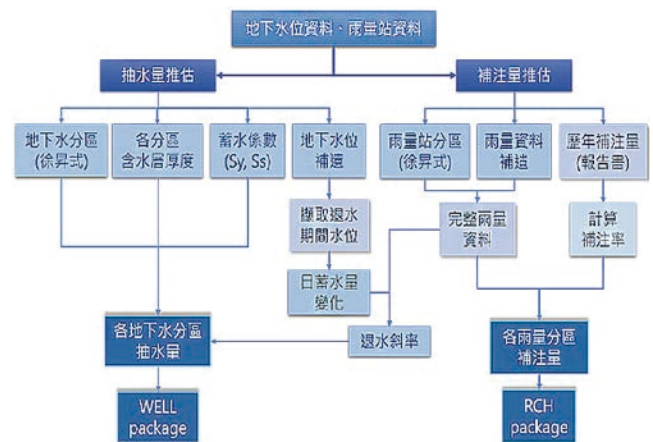 地下水位資料、雨量站資料
抽水量推估
補注量推估
地下水分區
(徐昇式)
各分區
含水層厚度
蓄水係數
(Sy, Ss)
地下水位
補遺
雨量站分區
(徐昇式)
雨量資料
補遺
歷年補注量
(報告書)
擷取退水
期間水位
完整雨量
資料
計算
補注率
日蓄水量
變化
各地下水分區
抽水量
退水斜率
各雨量分區
補注量
WELL
package
RCH
package